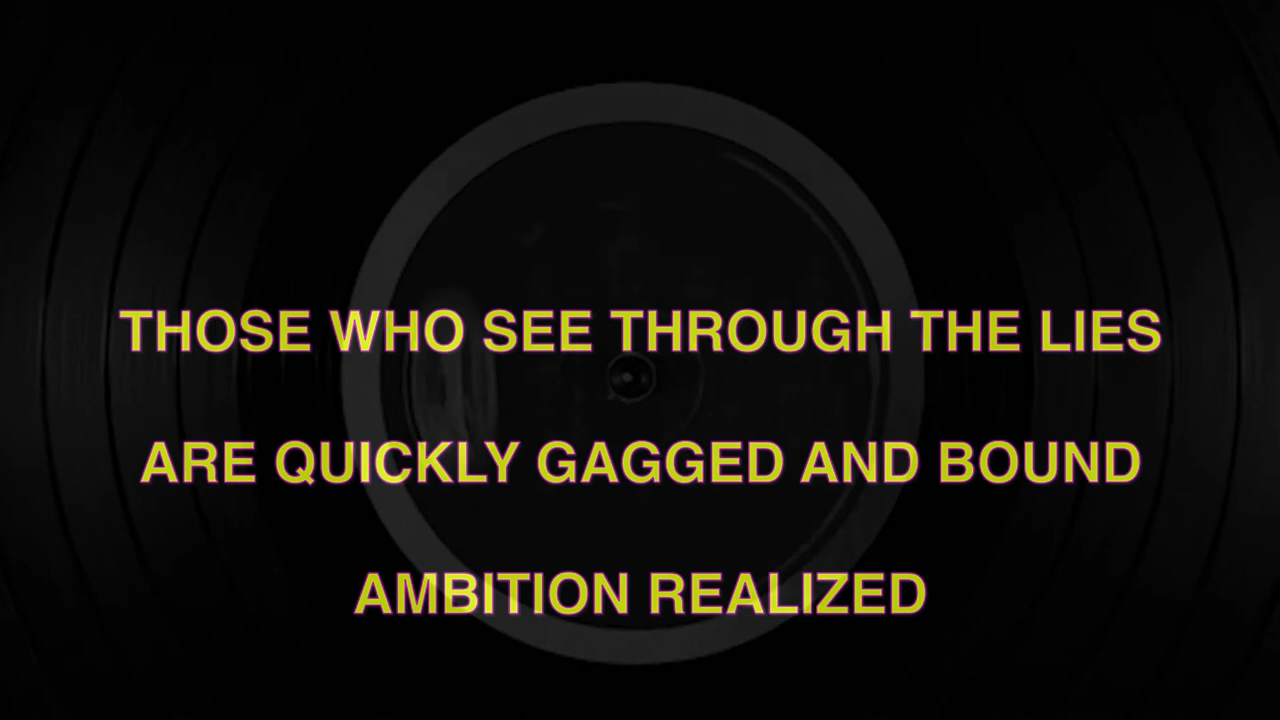 THOSE WHO SEE THROUGH THE LIES
ARE QUICKLY GAGGED AND BOUND
AMBITION REALIZED